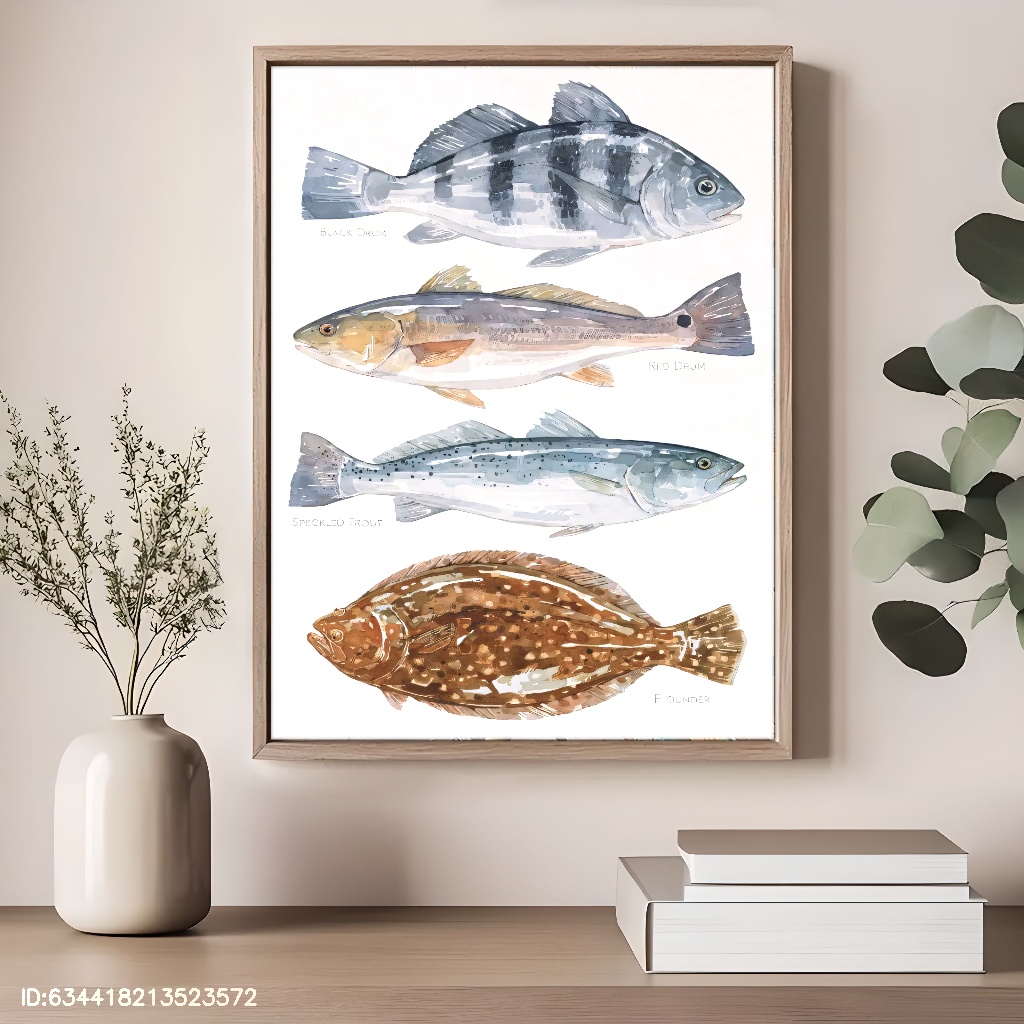 BLACK DRUM
RED DRUM
SPECKLED TROUT
FLOUNDER
ID:634418213523572